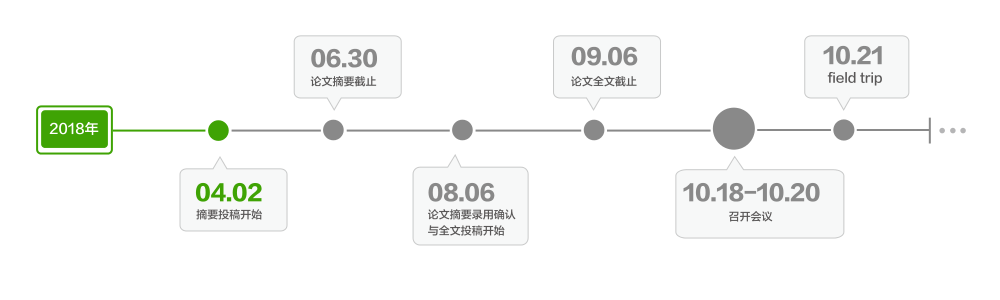 2018年
04.02
摘要投稿开始
06.30
论文摘要截止
08.06
论文摘要录用确认
与全文投稿开始
09.06
论文全文截止
10.18-10.20
召开会议
10.21
field trip